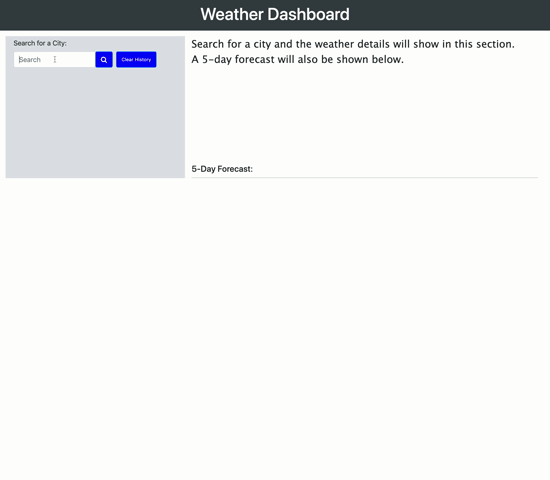 Weather Dashboard
Search for a City:
Search
Clear History
Search for a city and the weather details will show in this section.
A 5-day forecast will also be shown below.
5-Day Forecast: